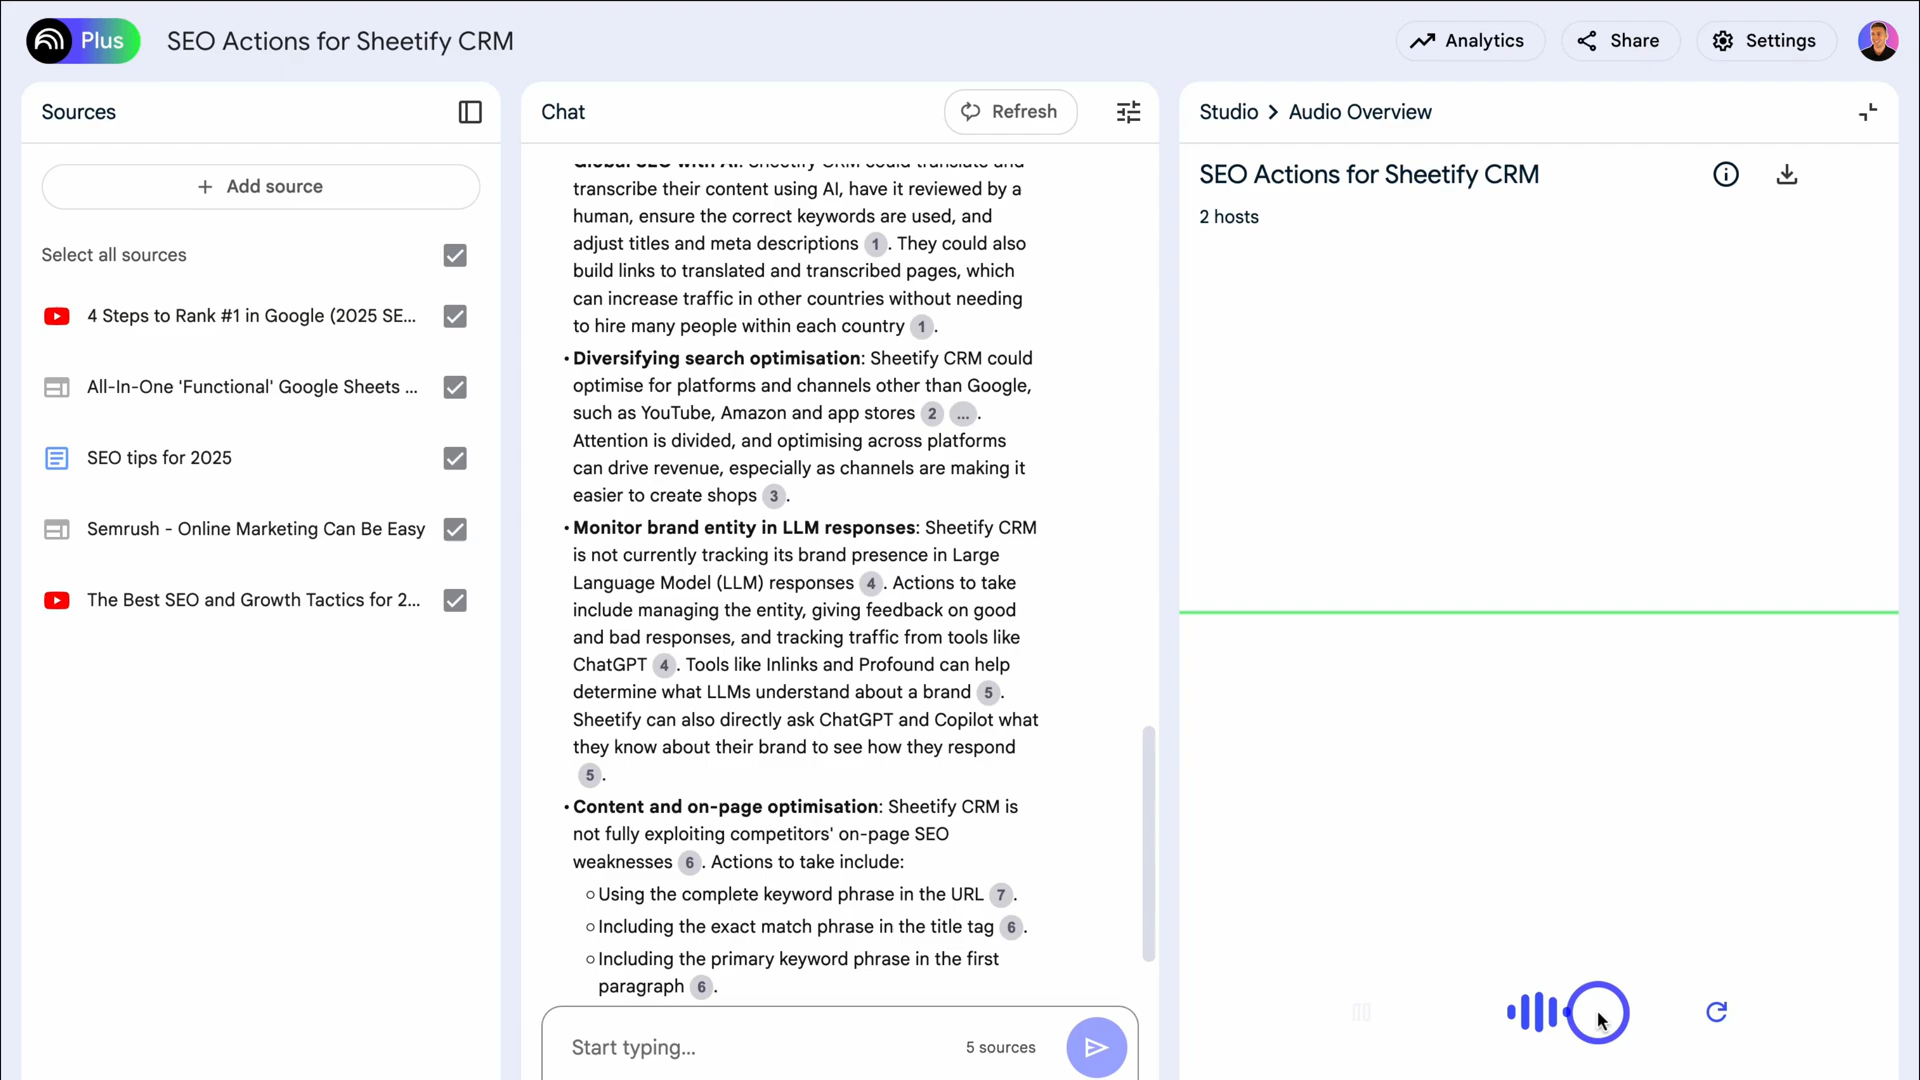 Plus
SEO Actions for Sheetify CRM
Analytics
Share
Settings
Sources
Add source
Select all sources
4 Steps to Rank #1 in Google (2025 SE...
All-In-One 'Functional' Google Sheets ...
SEO tips for 2025
Semrush - Online Marketing Can Be Easy
The Best SEO and Growth Tactics for 2...
Chat
Refresh
Global SEO with AI: Sheetify CRM could translate and
transcribe their content using AI, have it reviewed by a
human, ensure the correct keywords are used, and
adjust titles and meta descriptions 1. They could also
build links to translated and transcribed pages, which
can increase traffic in other countries without needing
to hire many people within each country 1.
• Diversifying search optimisation: Sheetify CRM could
optimise for platforms and channels other than Google,
such as YouTube, Amazon and app stores 2 ... .
Attention is divided, and optimising across platforms
can drive revenue, especially as channels are making it
easier to create shops 3.
• Monitor brand entity in LLM responses: Sheetify CRM
is not currently tracking its brand presence in Large
Language Model (LLM) responses 4. Actions to take
include managing the entity, giving feedback on good
and bad responses, and tracking traffic from tools like
ChatGPT 4. Tools like Inlinks and Profound can help
determine what LLMs understand about a brand 5.
Sheetify can also directly ask ChatGPT and Copilot what
they know about their brand to see how they respond
5.
• Content and on-page optimisation: Sheetify CRM is
not fully exploiting competitors' on-page SEO
weaknesses 6. Actions to take include:
○ Using the complete keyword phrase in the URL 7.
○ Including the exact match phrase in the title tag 6.
○ Including the primary keyword phrase in the first
paragraph 6.
Start typing...
5 sources
Studio > Audio Overview
SEO Actions for Sheetify CRM
2 hosts